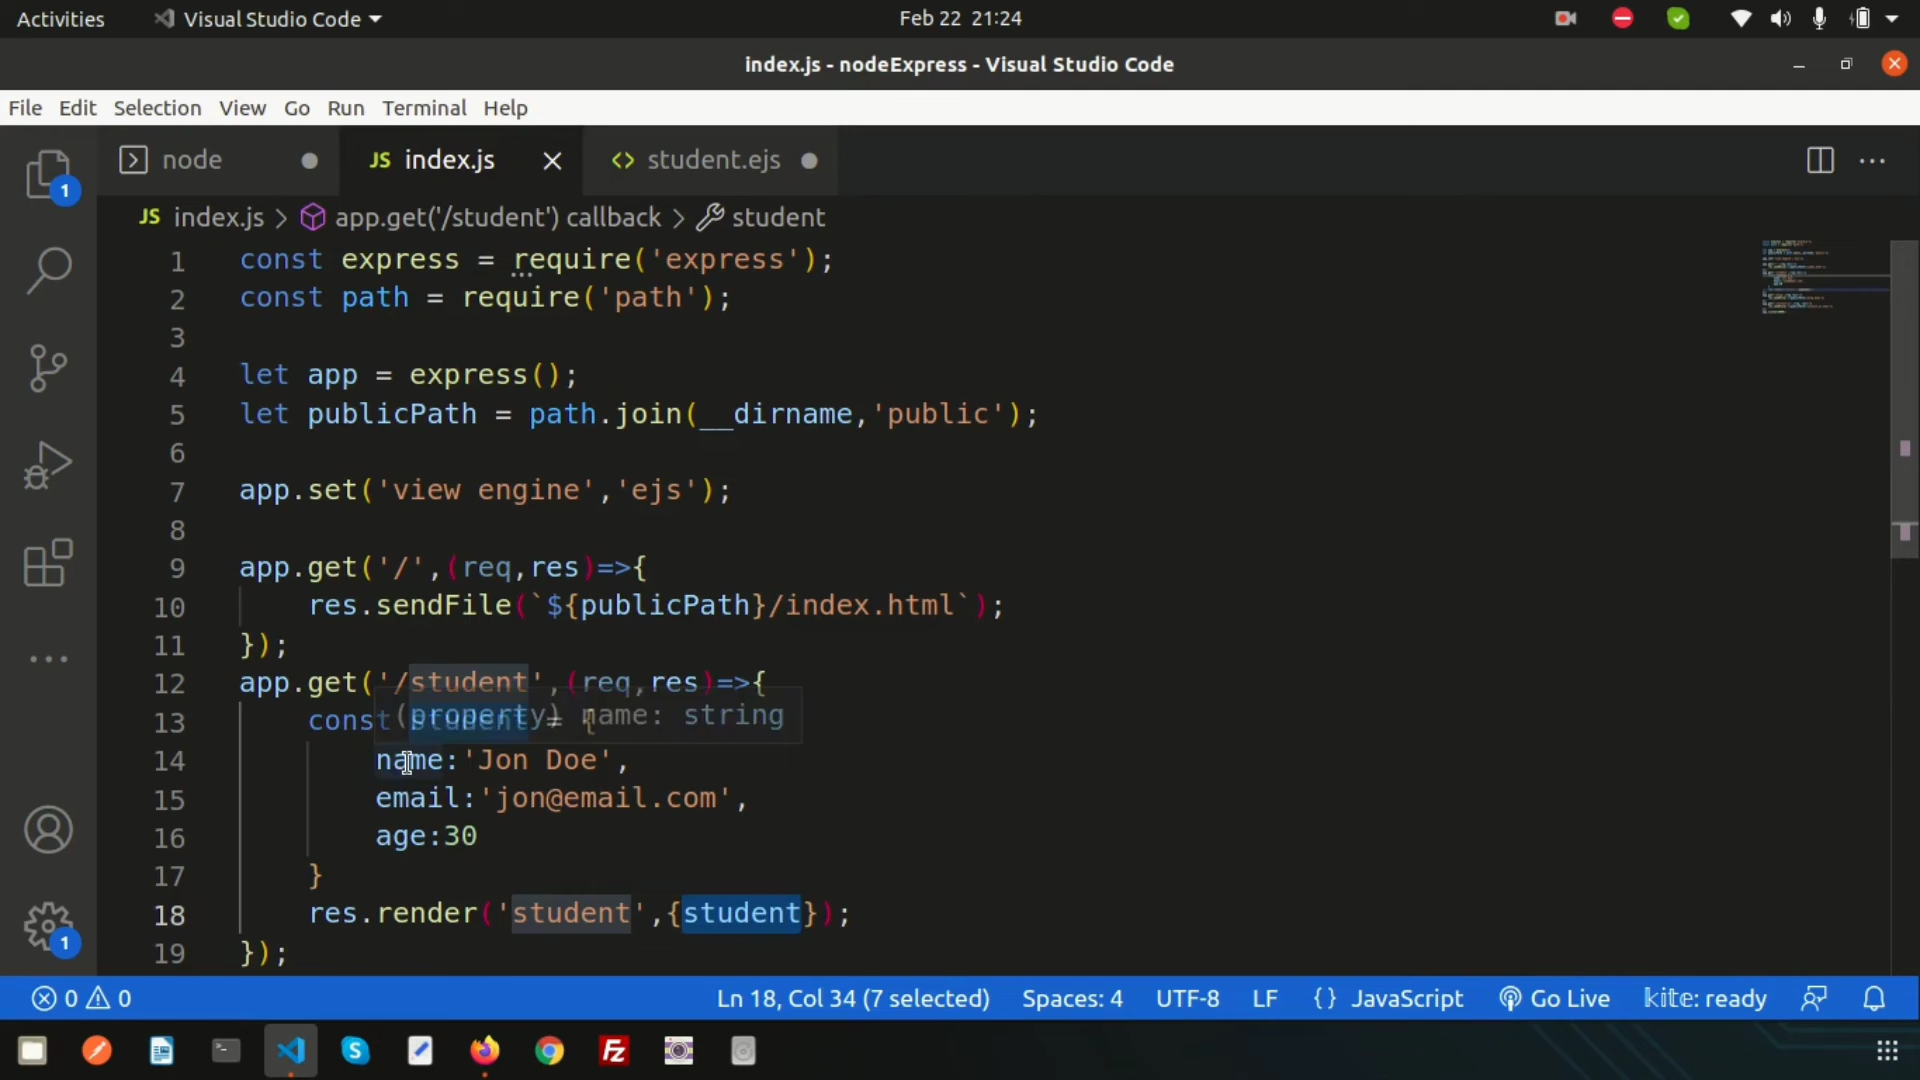 Activities Visual Studio Code Feb 22 21:24
index.js - nodeExpress - Visual Studio Code
File Edit Selection View Go Run Terminal Help
node JS index.js student.ejs
1
JS index.js > app.get('/student') callback > student
1 const express = require('express');
2 const path = require('path');
3
4 let app = express();
5 let publicPath = path.join(__dirname,'public');
6
7 app.set('view engine','ejs');
8
9 app.get('/',(req,res)=>{
10 res.sendFile(`${publicPath}/index.html`);
11 });
12 app.get('/student',(req,res)=>{
(property) name: string
13 const student = {
14 name:'Jon Doe',
15 email:'jon@email.com',
16 age:30
17 }
18 res.render('student',{student});
19 });
1
0 0 Ln 18, Col 34 (7 selected) Spaces: 4 UTF-8 LF {} JavaScript Go Live kite: ready
S Fz